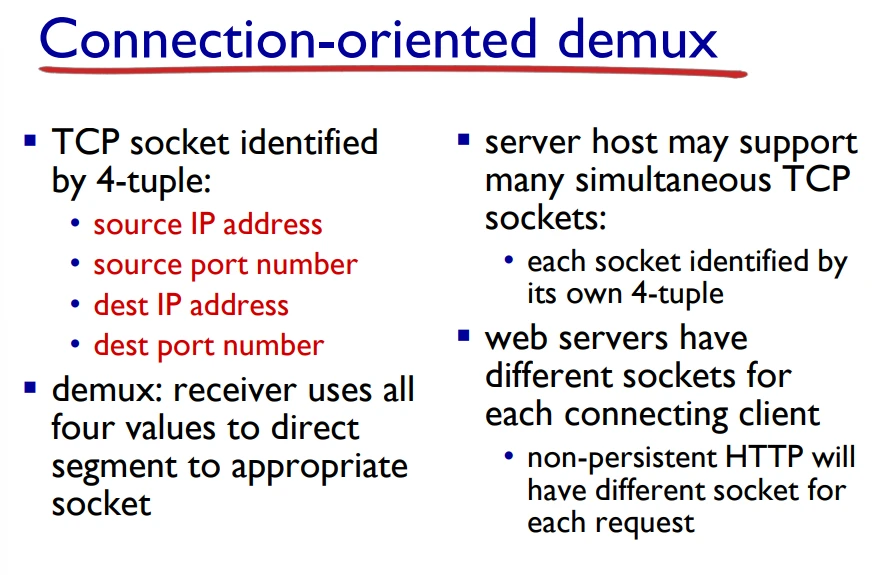 Connection-oriented demux
▪ TCP socket identified
by 4-tuple:
• source IP address
• source port number
• dest IP address
• dest port number
▪ demux: receiver uses all
four values to direct
segment to appropriate
socket
▪ server host may support
many simultaneous TCP
sockets:
• each socket identified by
its own 4-tuple
▪ web servers have
different sockets for
each connecting client
• non-persistent HTTP will
have different socket for
each request